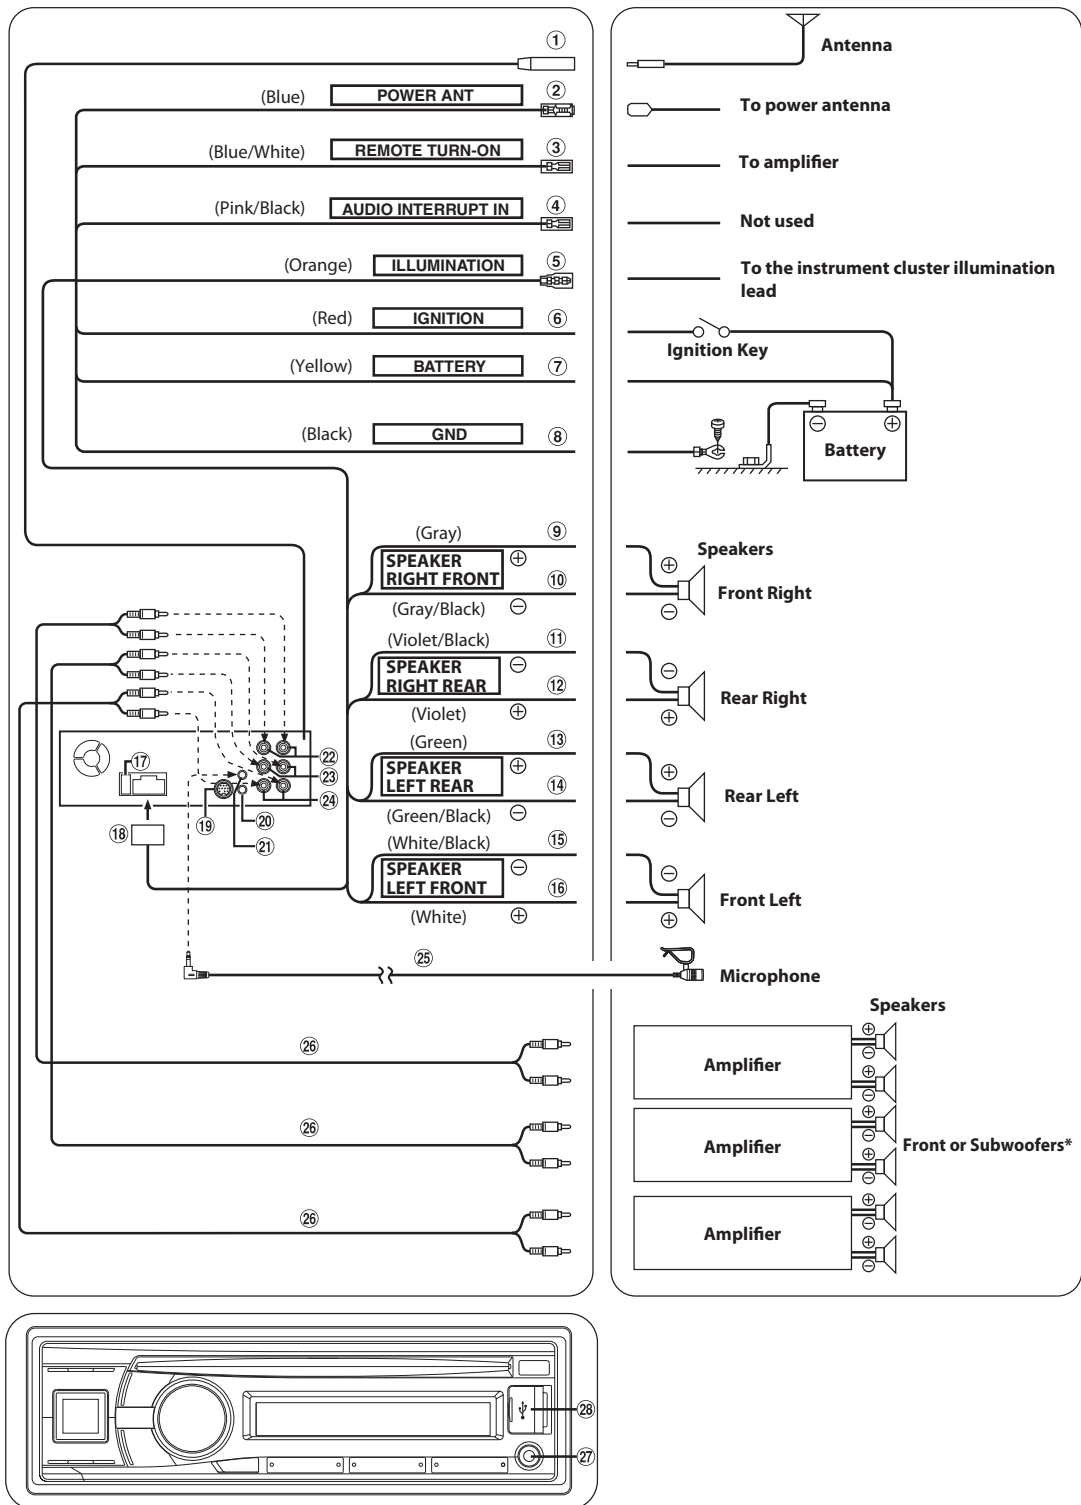 ①
Antenna
(Blue) POWER ANT ②
To power antenna
(Blue/White) REMOTE TURN-ON ③
To amplifier
(Pink/Black) AUDIO INTERRUPT IN ④
Not used
(Orange) ILLUMINATION ⑤
To the instrument cluster illumination
lead
(Red) IGNITION ⑥
Ignition Key
(Yellow) BATTERY ⑦
(Black) GND ⑧
⊖ ⊕
Battery
(Gray) ⑨
SPEAKER ⊕
RIGHT FRONT ⑩
(Gray/Black) ⊖
Speakers
⊕
Front Right
⊖
(Violet/Black) ⑪
SPEAKER ⊖
RIGHT REAR ⑫
(Violet) ⊕
⊖
Rear Right
⊕
(Green) ⑬
SPEAKER ⊕
LEFT REAR ⑭
(Green/Black) ⊖
⊕
Rear Left
⊖
(White/Black) ⑮
SPEAKER ⊖
LEFT FRONT ⑯
(White) ⊕
⊖
Front Left
⊕
⑰
㉒
㉓
㉔
⑲ ⑳
⑱ ㉑
㉕
Microphone
Speakers
㉖
Amplifier
⊕
⊖
⊕
⊖
㉖
Amplifier
⊕
⊖
⊕
⊖
Front or Subwoofers*
㉖
Amplifier
⊕
⊖
⊕
⊖
㉘
㉗